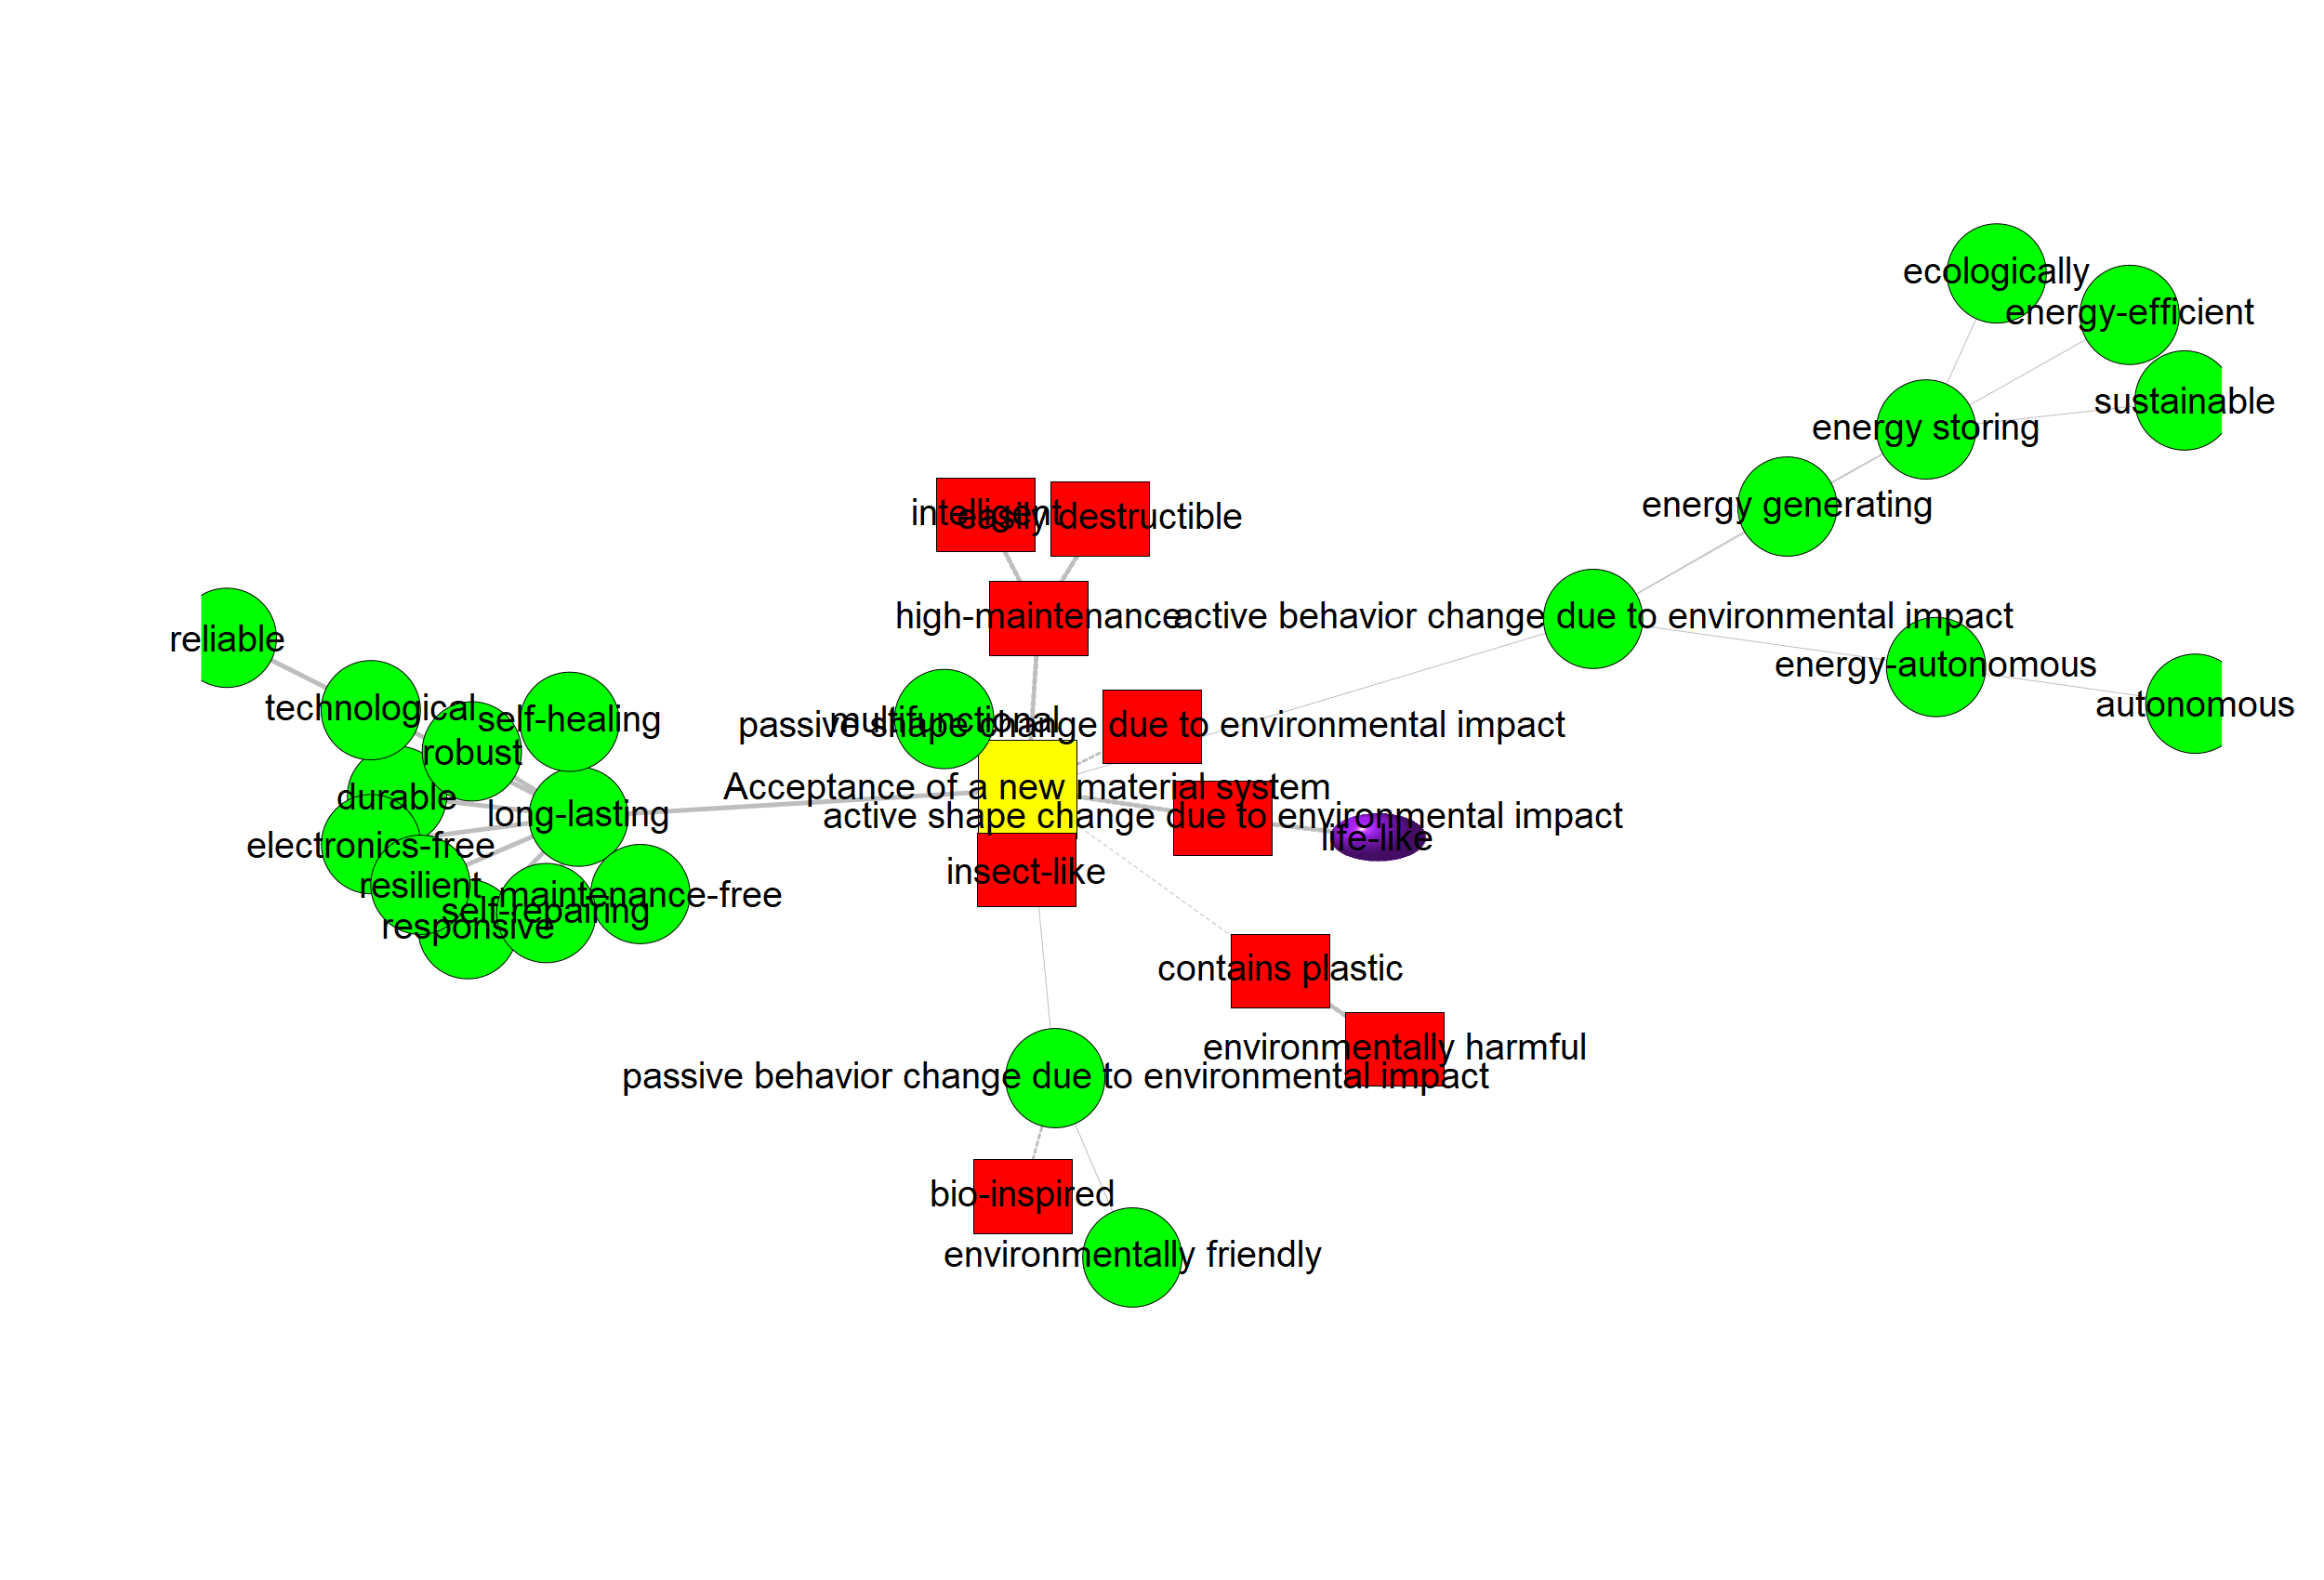 ecologically
energy-efficient
sustainable
energy storing
energy generating
intelligent
easily destructible
high-maintenance
active behavior change due to environmental impact
reliable
energy-autonomous
autonomous
technological
self-healing
multifunctional
passive shape change due to environmental impact
robust
Acceptance of a new material system
durable
long-lasting
active shape change due to environmental impact
life-like
electronics-free
insect-like
resilient
maintenance-free
self-repairing
responsive
contains plastic
environmentally harmful
passive behavior change due to environmental impact
bio-inspired
environmentally friendly